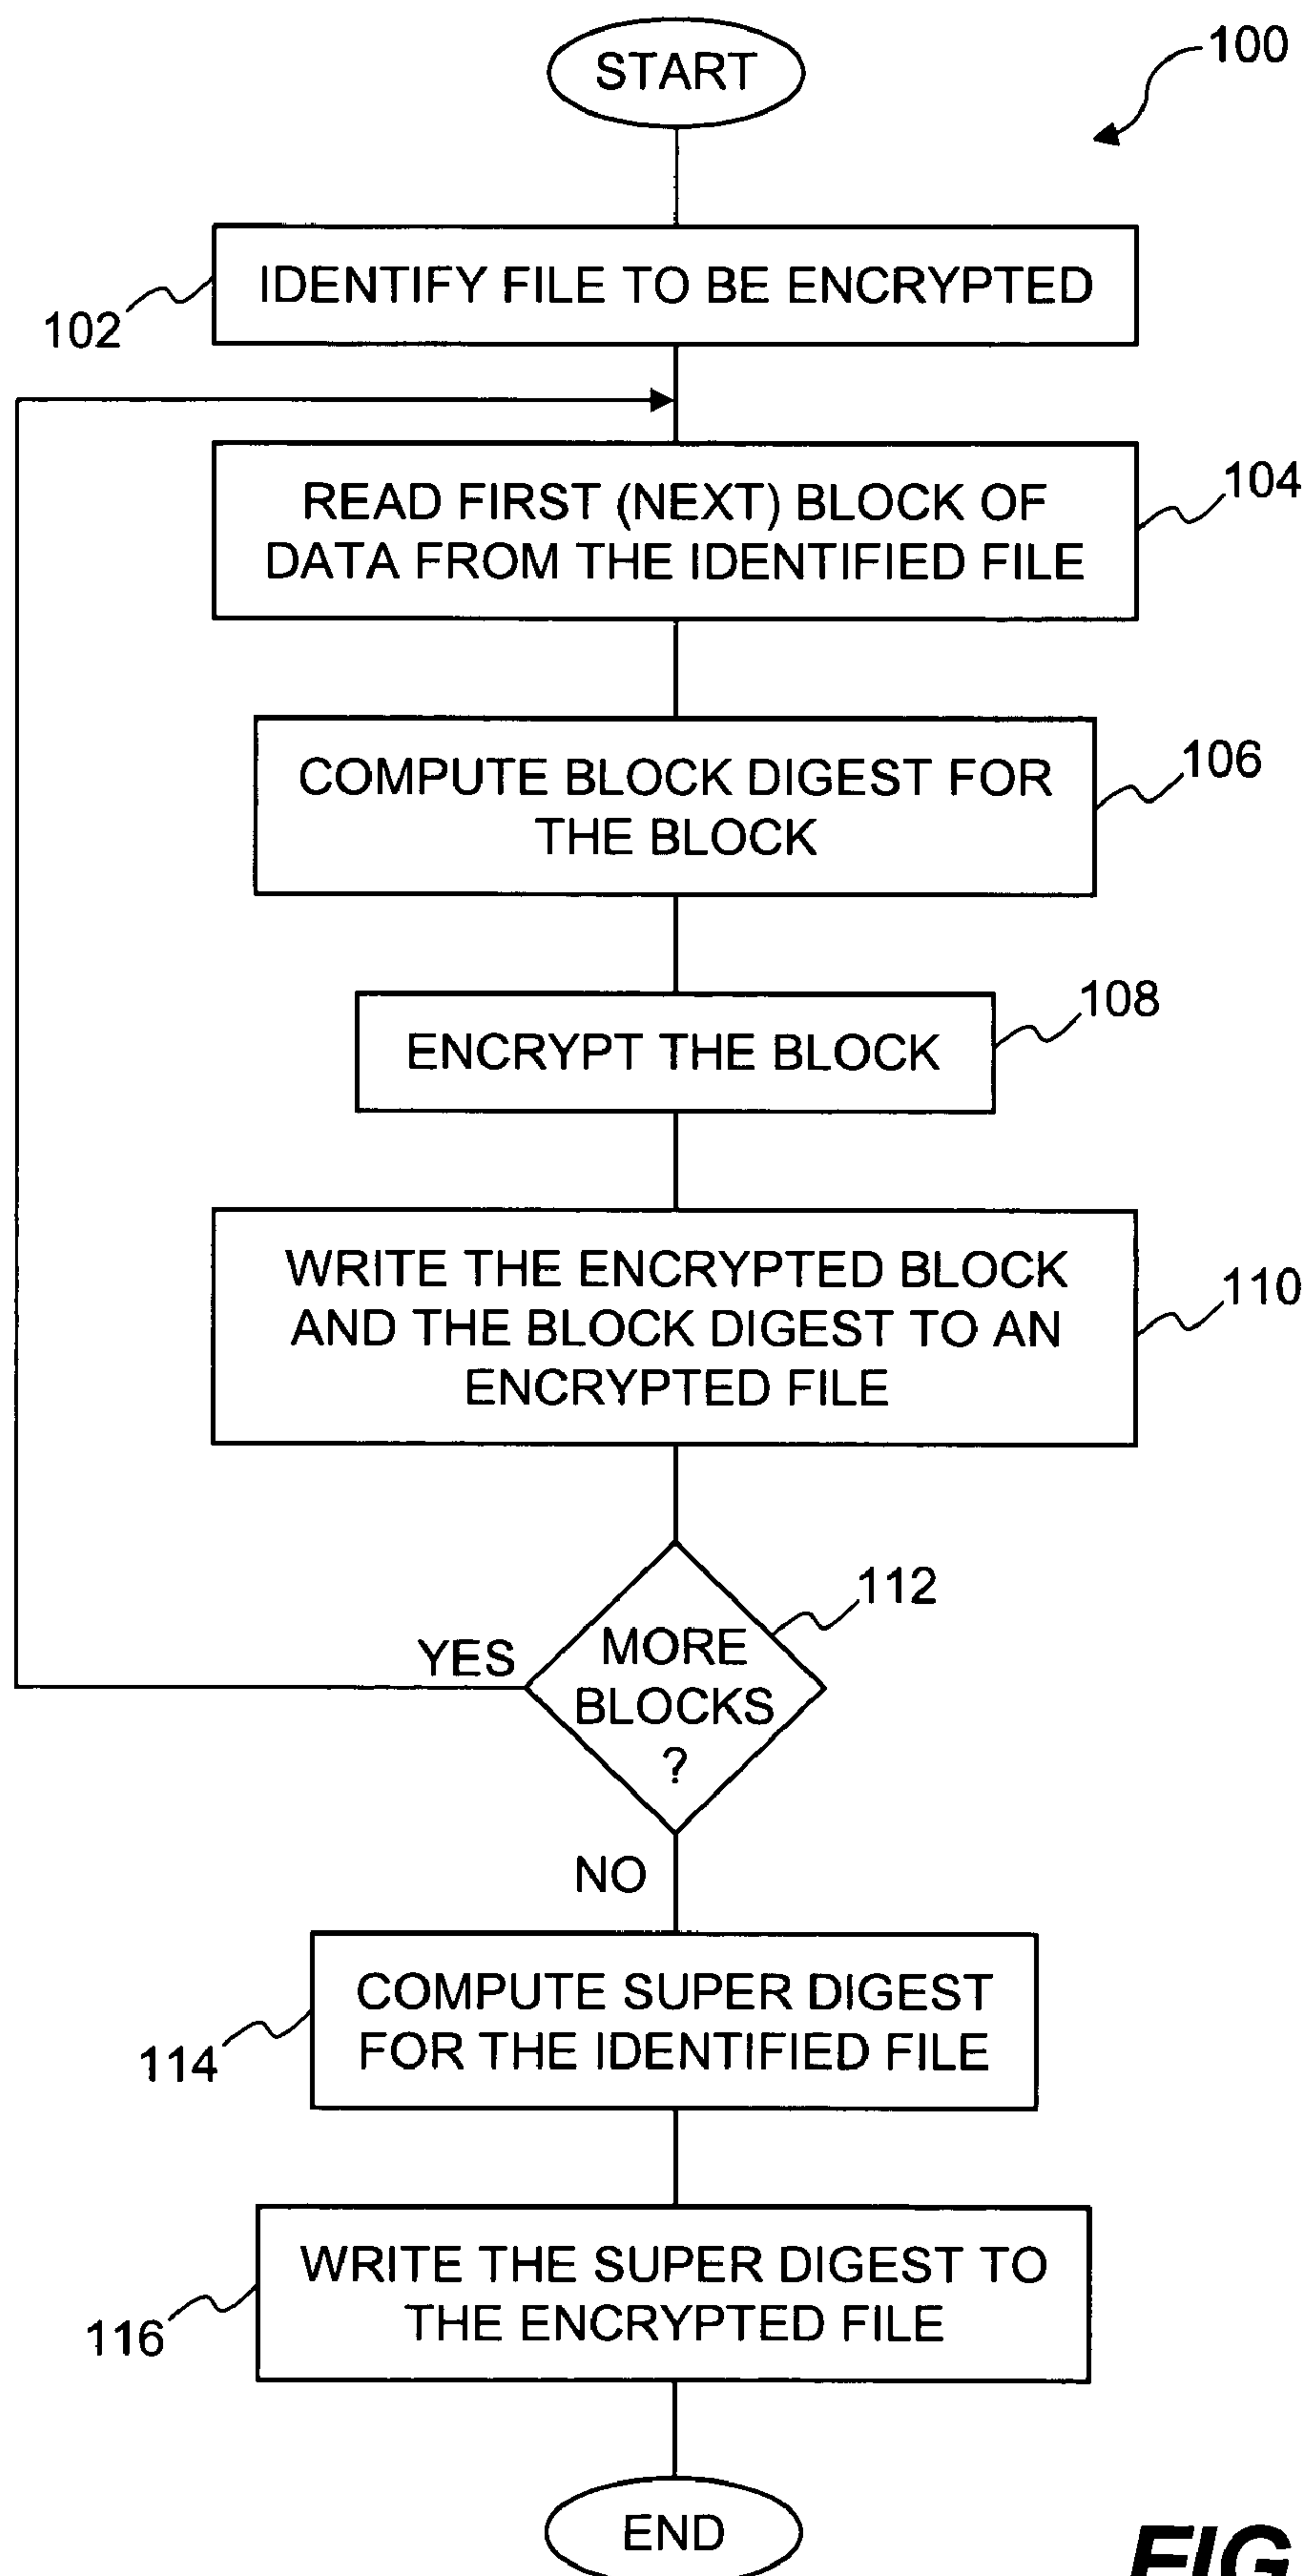 START
100
IDENTIFY FILE TO BE ENCRYPTED
102
READ FIRST (NEXT) BLOCK OF
DATA FROM THE IDENTIFIED FILE
104
COMPUTE BLOCK DIGEST FOR
THE BLOCK
106
ENCRYPT THE BLOCK
108
WRITE THE ENCRYPTED BLOCK
AND THE BLOCK DIGEST TO AN
ENCRYPTED FILE
110
MORE
BLOCKS
?
112
YES
NO
COMPUTE SUPER DIGEST
FOR THE IDENTIFIED FILE
114
WRITE THE SUPER DIGEST TO
THE ENCRYPTED FILE
116
END
FIG